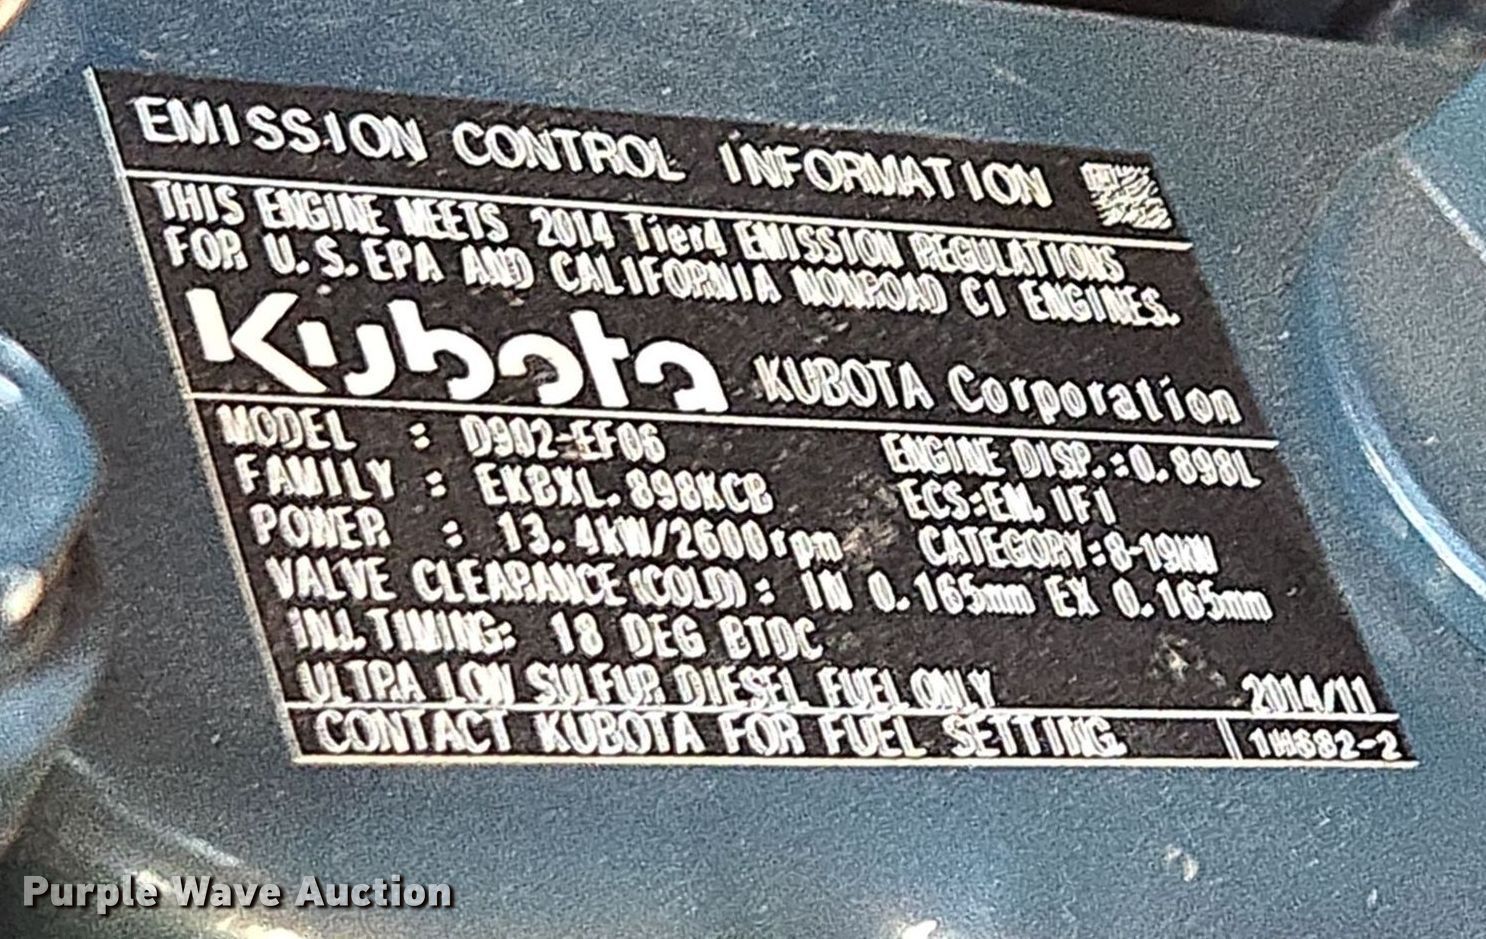 EMISSION CONTROL INFORMATION
THIS ENGINE MEETS 2014 Tier4 EMISSION REGULATIONS
FOR U.S.EPA AND CALIFORNIA NONROAD CI ENGINES.
Kubota KUBOTA Corporation
MODEL : D902-EF06 ENGINE DISP.:0.898L
FAMILY : EKBXL.898KCB ECS:EM, IFI
POWER : 13.4kW/2600rpm CATEGORY:8-19kW
VALVE CLEARANCE(COLD): IN 0.165mm EX 0.165mm
INJ.TIMING: 18 DEG BTDC
ULTRA LOW SULFUR DIESEL FUEL ONLY 2014/11
CONTACT KUBOTA FOR FUEL SETTING.
Purple Wave Auction